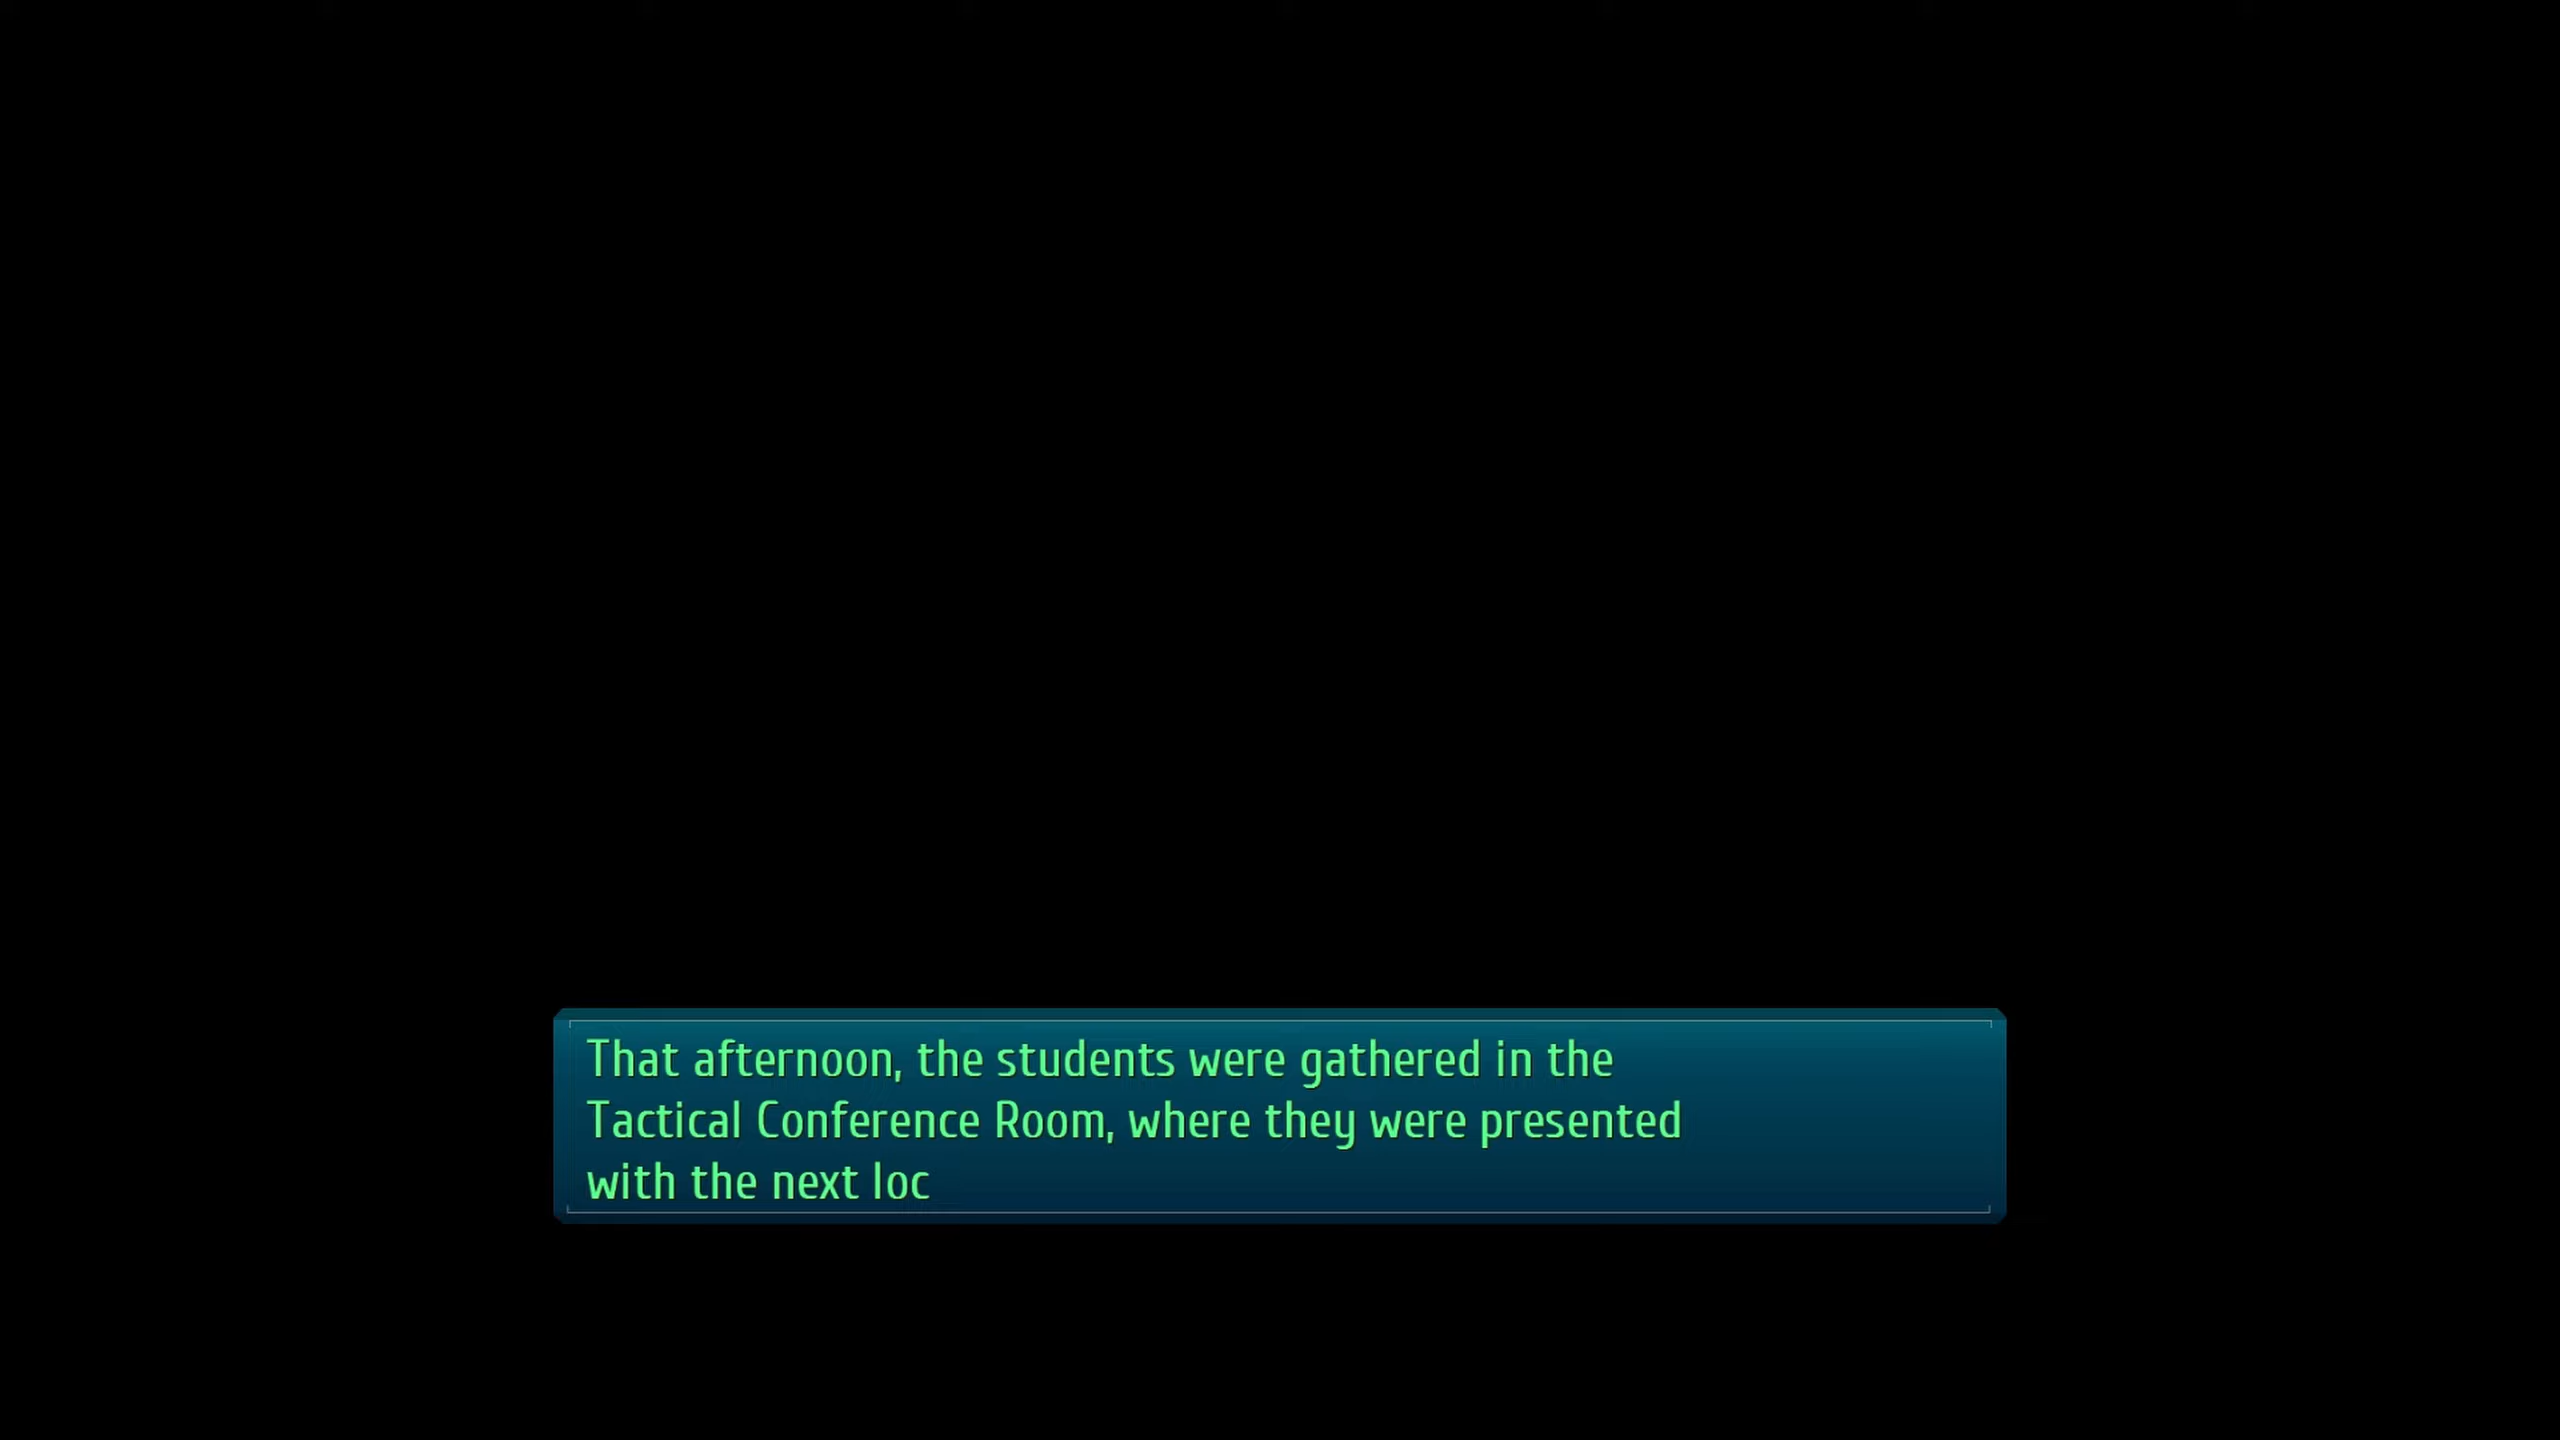 That afternoon, the students were gathered in the
Tactical Conference Room, where they were presented
with the next loc